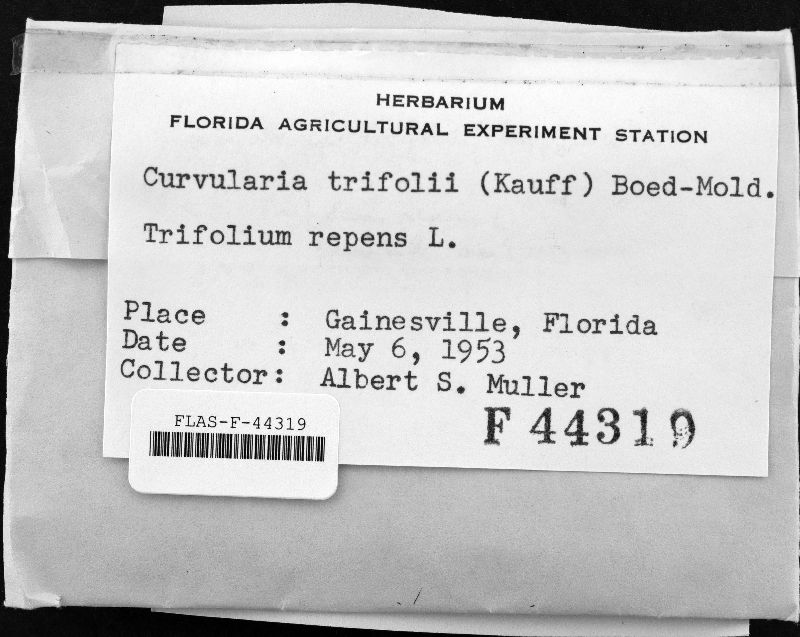 HERBARIUM
FLORIDA AGRICULTURAL EXPERIMENT STATION
Curvularia trifolii (Kauff) Boed-Mold.
Trifolium repens L.
Place : Gainesville, Florida
Date : May 6, 1953
Collector: Albert S. Muller
F 44319
FLAS-F-44319